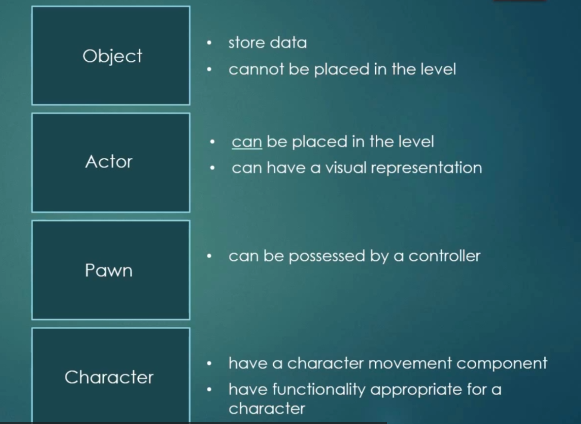 Object
• store data
• cannot be placed in the level
Actor
• can be placed in the level
• can have a visual representation
Pawn
• can be possessed by a controller
Character
• have a character movement component
• have functionality appropriate for a
character